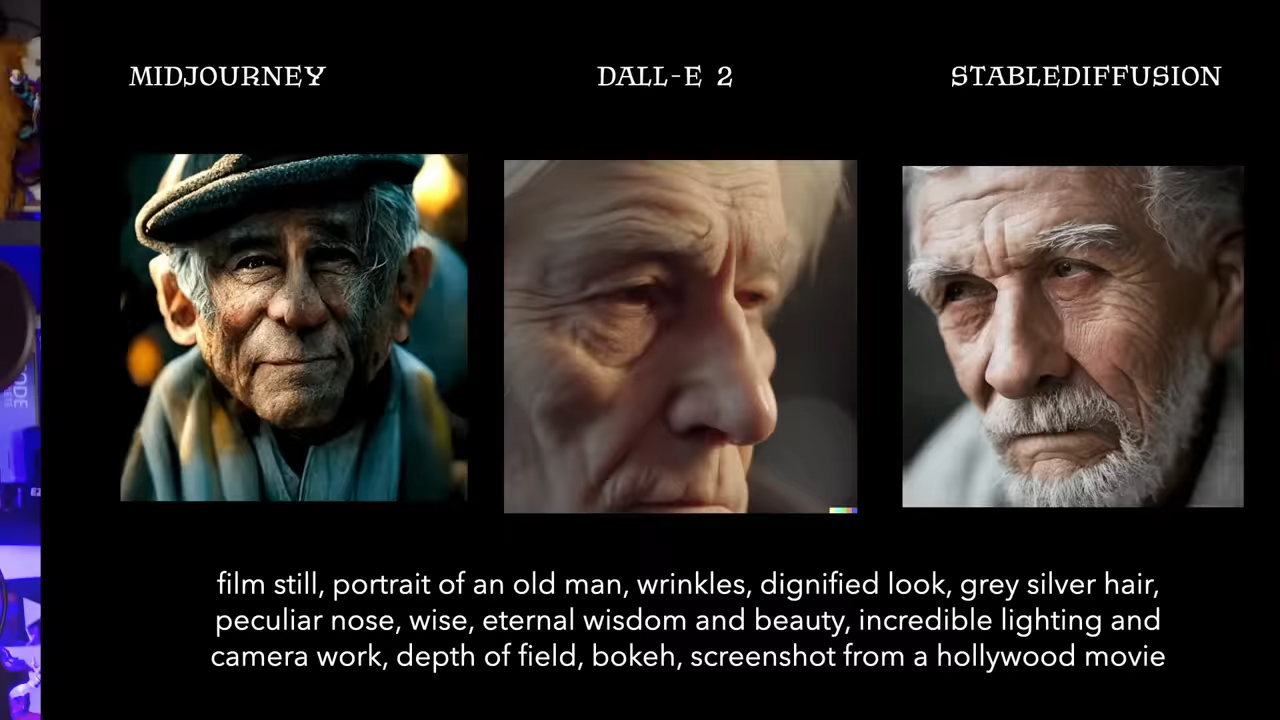 MIDJOURNEY
DALL-E 2
STABLEDIFFUSION
film still, portrait of an old man, wrinkles, dignified look, grey silver hair,
peculiar nose, wise, eternal wisdom and beauty, incredible lighting and
camera work, depth of field, bokeh, screenshot from a hollywood movie